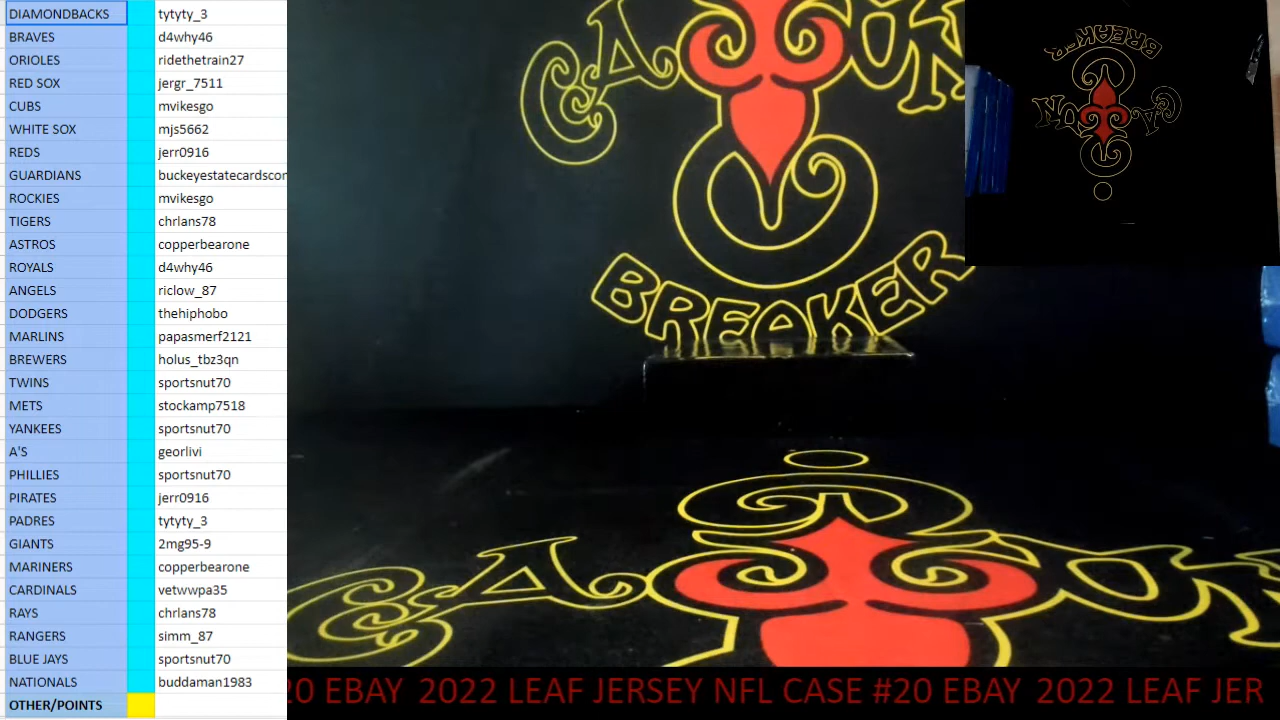 DIAMONDBACKS tytyty_3
BRAVES d4why46
ORIOLES ridethetrain27
RED SOX jergr_7511
CUBS mvikesgo
WHITE SOX mjs5662
REDS jerr0916
GUARDIANS buckeyestatecardscon
ROCKIES mvikesgo
TIGERS chrlans78
ASTROS copperbearone
ROYALS d4why46
ANGELS riclow_87
DODGERS thehiphobo
MARLINS papasmerf2121
BREWERS holus_tbz3qn
TWINS sportsnut70
METS stockamp7518
YANKEES sportsnut70
A'S georlivi
PHILLIES sportsnut70
PIRATES jerr0916
PADRES tytyty_3
GIANTS 2mg95-9
MARINERS copperbearone
CARDINALS vetwwpa35
RAYS chrlans78
RANGERS simm_87
BLUE JAYS sportsnut70
NATIONALS buddaman1983
OTHER/POINTS
BREAKER
BREAKER
20 EBAY 2022 LEAF JERSEY NFL CASE #20 EBAY 2022 LEAF JER